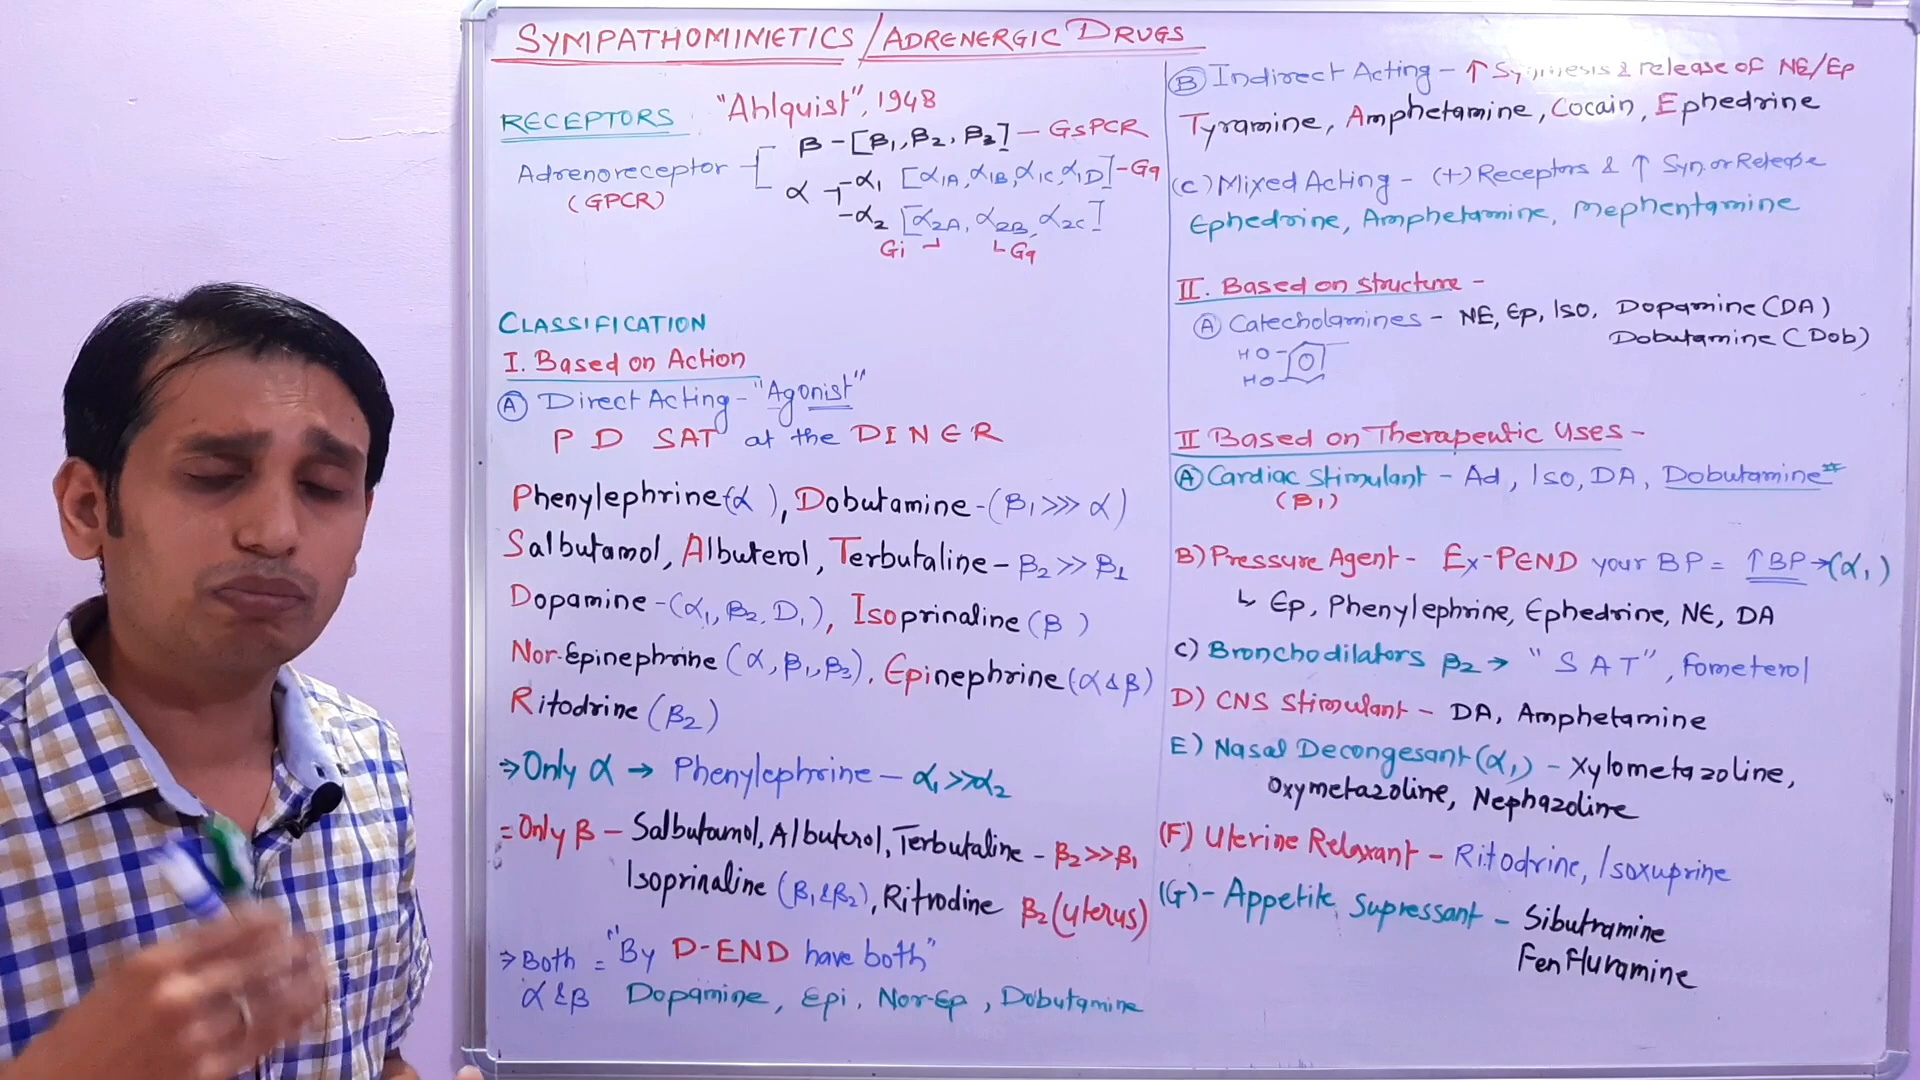 SYMPATHOMIMETICS / ADRENERGIC DRUGS
RECEPTORS "Ahlquist", 1948
β - [β1, β2, β3] — GsPCR
Adrenoreceptor
(GPCR)
α -α1 [α1A, α1B, α1C, α1D] - Gq
-α2 [α2A, α2B, α2C]
Gi Gq
CLASSIFICATION
I. Based on Action
(A) Direct Acting - "Agonist"
P D SAT at the DINER
Phenylephrine (α), Dobutamine - (β1 >>> α)
Salbutamol, Albuterol, Terbutaline - β2 >> β1
Dopamine - (α1, β2, D1), Isoprinaline (β)
Nor-Epinephrine (α, β1, β3), Epinephrine (α & β)
Ritodrine (β2)
⇒ Only α → Phenylephrine - α1 >> α2
= Only β - Salbutamol, Albuterol, Terbutaline - β2 >> β1
Isoprinaline (β1 & β2), Ritrodine β2 (uterus)
⇒ Both = "By D-END have both"
α & β Dopamine, Epi, Nor-Ep, Dobutamine
(B) Indirect Acting - ↑ Synthesis & release of NE/Ep
Tyramine, Amphetamine, Cocain, Ephedrine
(C) Mixed Acting - (+) Receptors & ↑ Syn. or Release
Ephedrine, Amphetamine, Mephentamine
II. Based on structure -
(A) Catecholamines - NE, Ep, Iso, Dopamine (DA)
Dobutamine (Dob)
HO
HO
II Based on Therapeutic Uses -
(A) Cardiac Stimulant - Ad, Iso, DA, Dobutamine*
(β1)
B) Pressure Agent - Ex-PEND your BP = ↑BP → (α1)
↳ Ep, Phenylephrine, Ephedrine, NE, DA
C) Bronchodilators β2 → "SAT", Fometerol
D) CNS Stimulant - DA, Amphetamine
E) Nasal Decongesant (α1) - Xylometazoline,
Oxymetazoline, Nephazoline
(F) Uterine Relaxant - Ritodrine, Isoxuprine
(G) - Appetite Supressant - Sibutramine
Fenfluramine